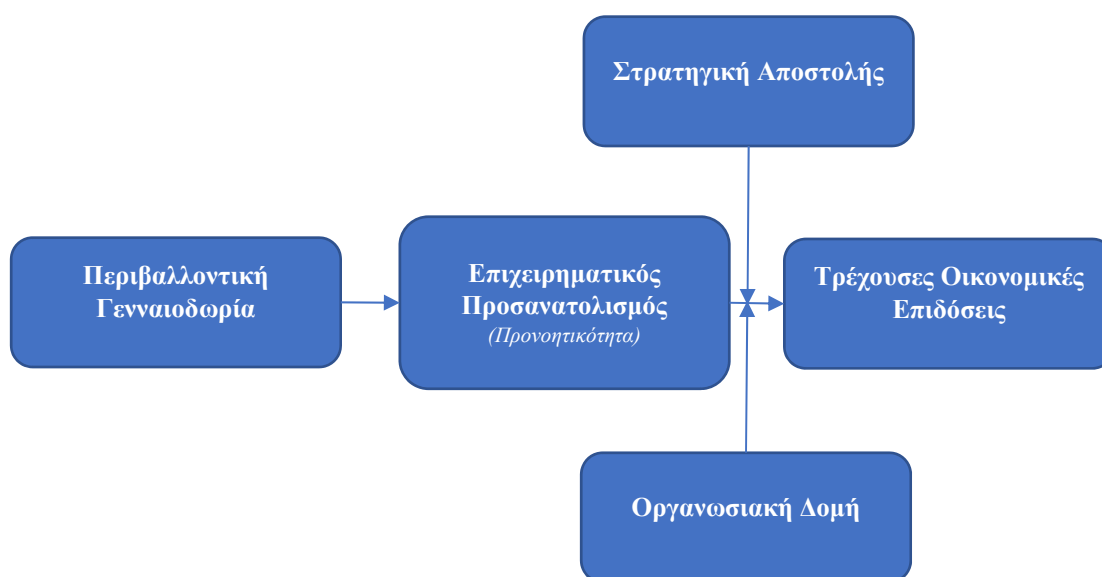 Στρατηγική Αποστολής
Περιβαλλοντική
Γενναιοδωρία
Επιχειρηματικός
Προσανατολισμός
(Προνοητικότητα)
Τρέχουσες Οικονομικές
Επιδόσεις
Οργανωσιακή Δομή